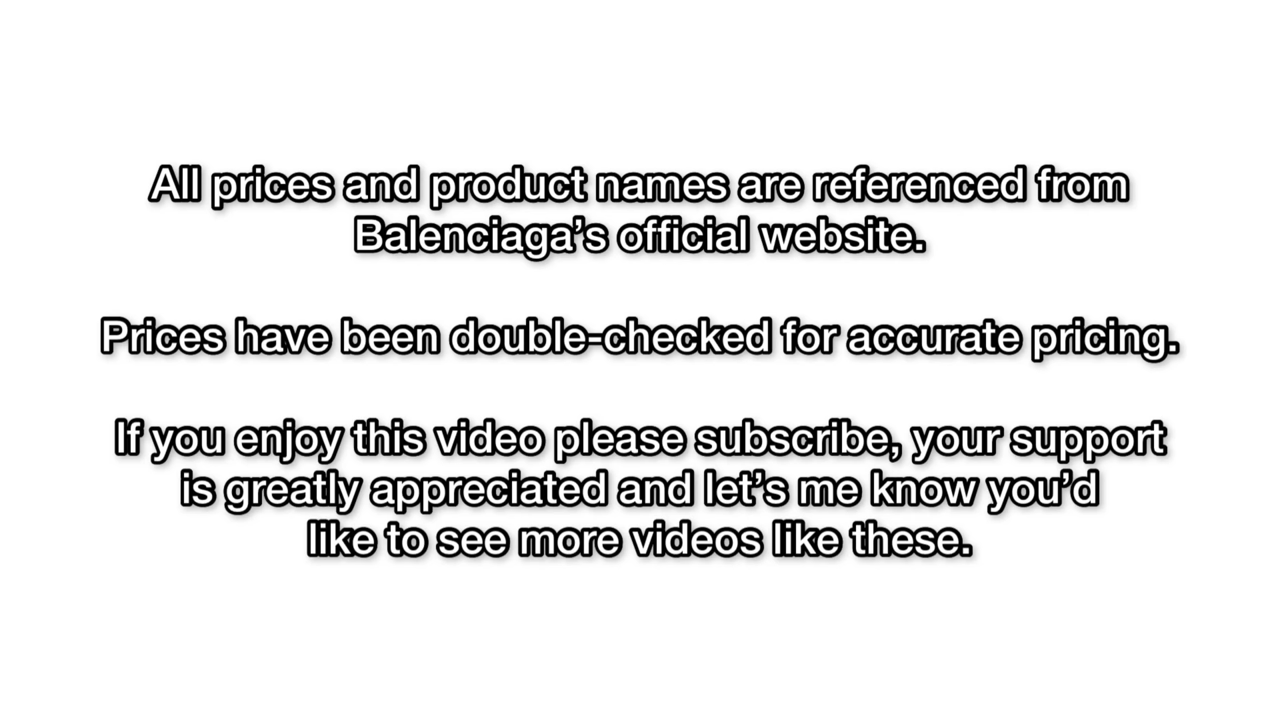 All prices and product names are referenced from
Balenciaga’s official website.
Prices have been double-checked for accurate pricing.
If you enjoy this video please subscribe, your support
is greatly appreciated and let’s me know you’d
like to see more videos like these.